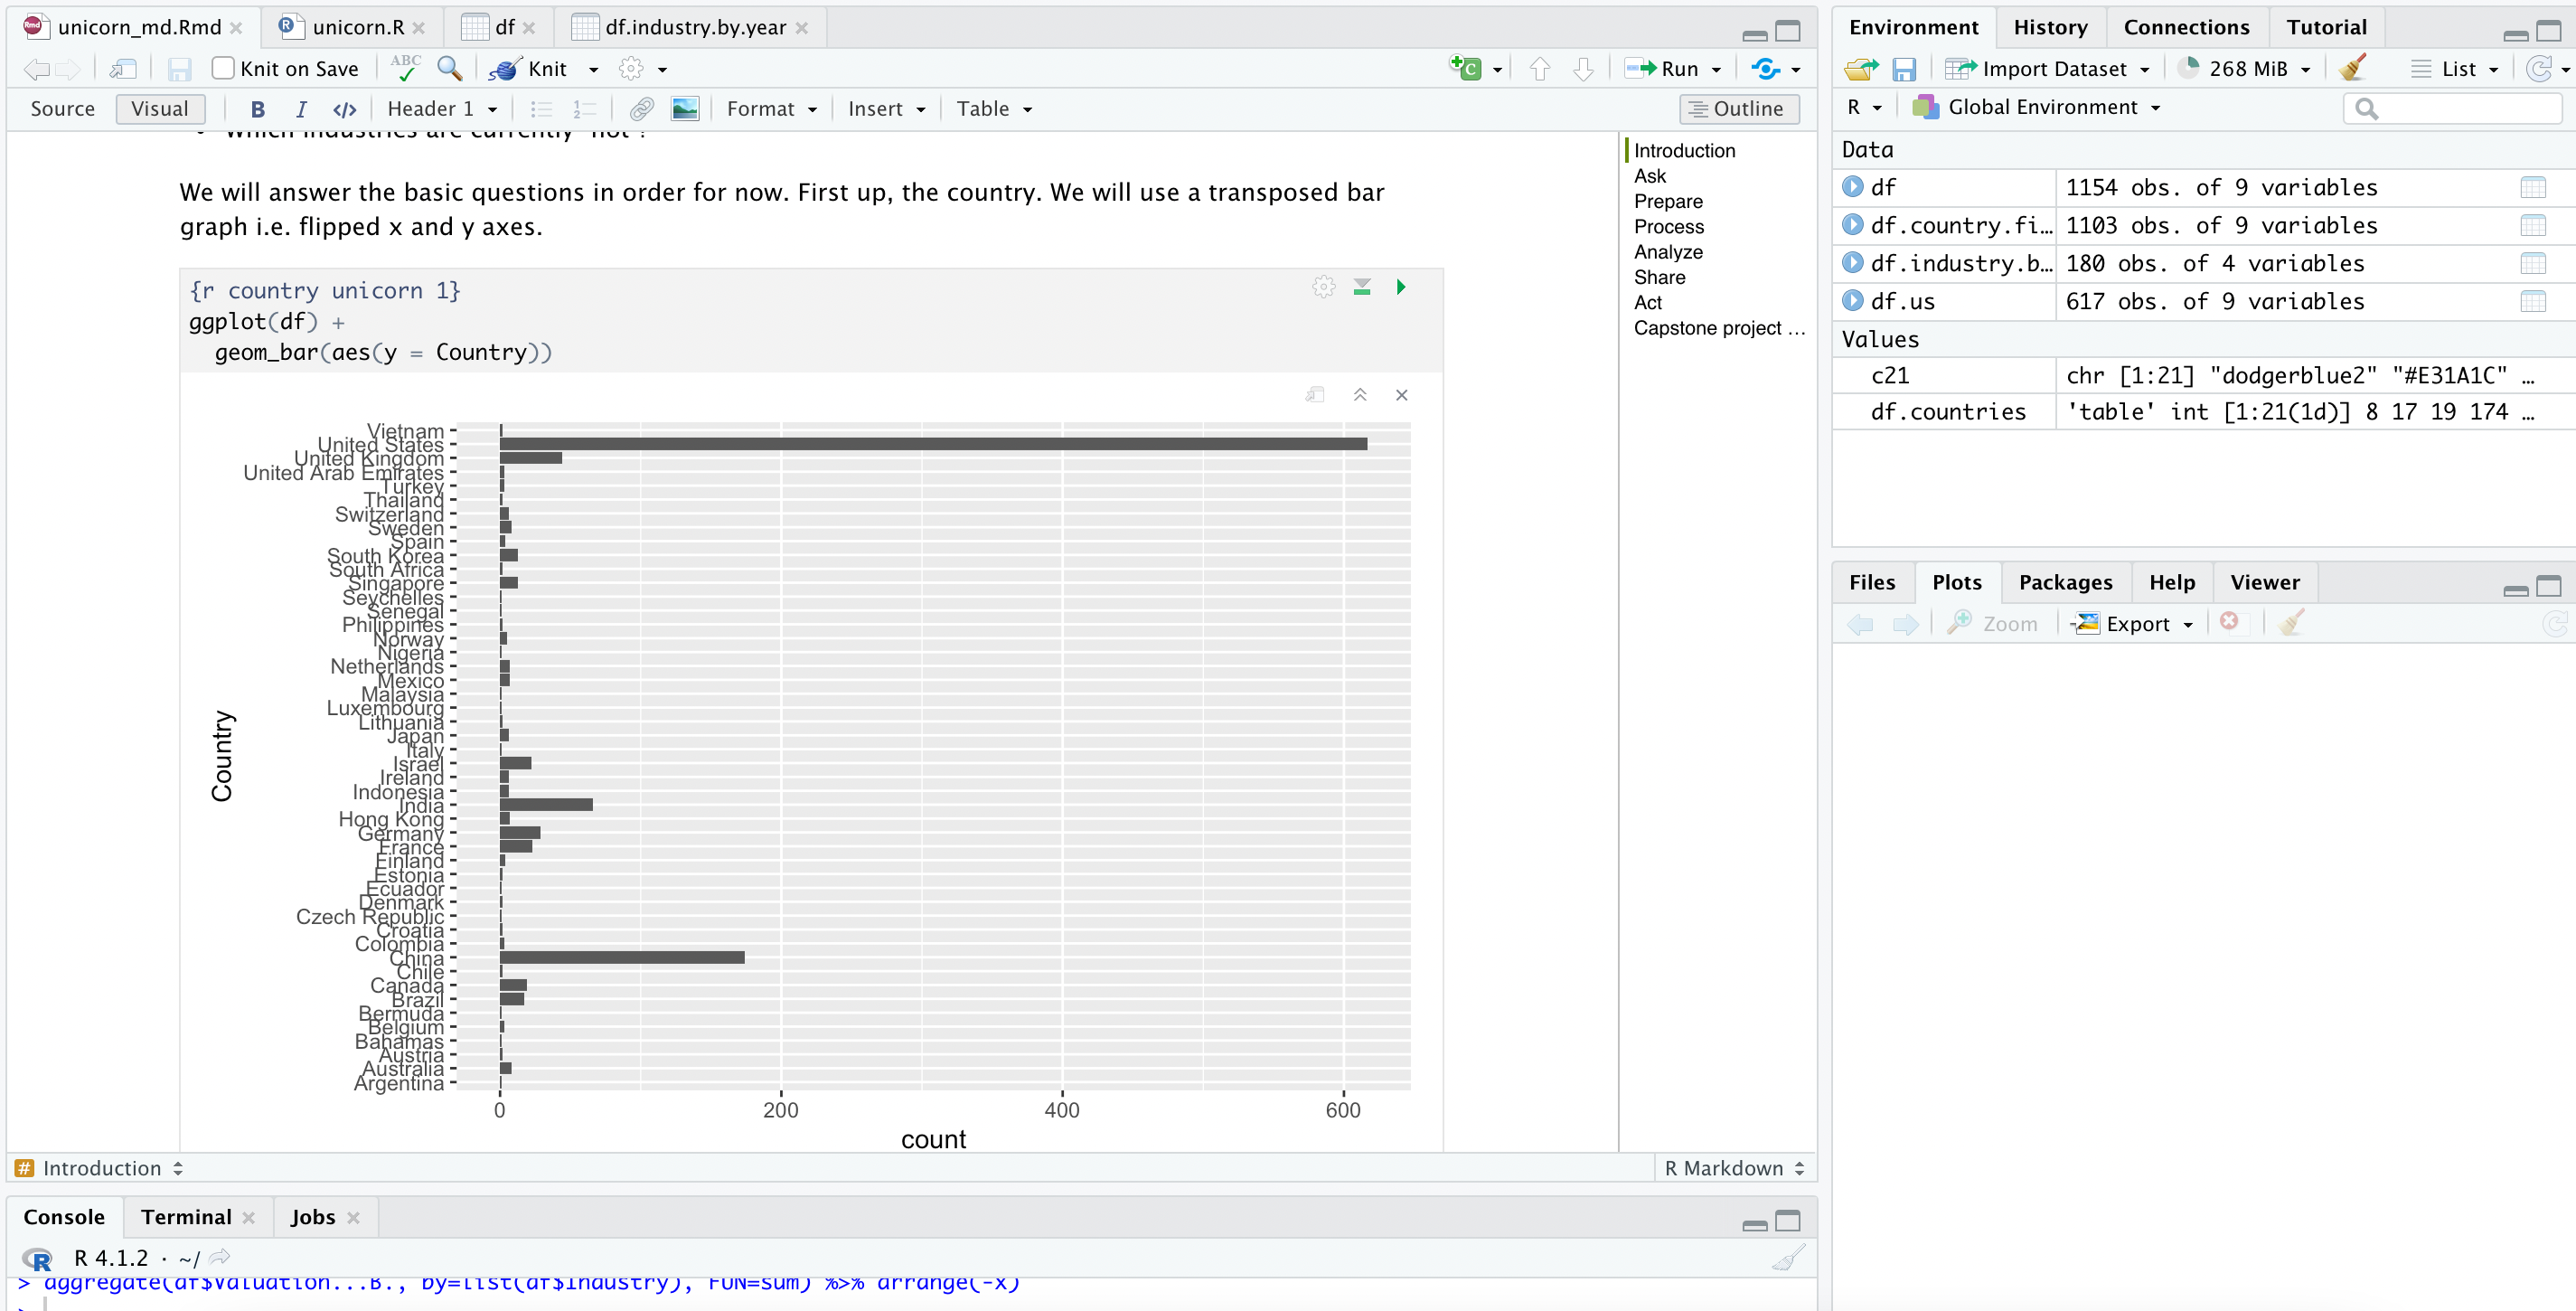 unicorn_md.Rmd
unicorn.R
df
df.industry.by.year
Knit on Save
ABC
Knit
Run
Source
Visual
B
I
</>
Header 1
Format
Insert
Table
Outline
Which industries are currently "hot"?
We will answer the basic questions in order for now. First up, the country. We will use a transposed bar
graph i.e. flipped x and y axes.
{r country unicorn 1}
ggplot(df) +
geom_bar(aes(y = Country))
Vietnam
United States
United Kingdom
United Arab Emirates
Turkey
Thailand
Switzerland
Sweden
Spain
South Korea
South Africa
Singapore
Seychelles
Senegal
Philippines
Norway
Nigeria
Netherlands
Mexico
Malaysia
Luxembourg
Lithuania
Japan
Italy
Israel
Ireland
Indonesia
India
Hong Kong
Germany
France
Finland
Estonia
Ecuador
Denmark
Czech Republic
Croatia
Colombia
China
Chile
Canada
Brazil
Bermuda
Belgium
Bahamas
Austria
Australia
Argentina
Country
0 200 400 600
count
Introduction
Ask
Prepare
Process
Analyze
Share
Act
Capstone project ...
# Introduction
R Markdown
Console
Terminal
Jobs
R 4.1.2 · ~/
> aggregate(df$Valuation...B., by=list(df$Industry), FUN=sum) %>% arrange(-x)
>
Environment
History
Connections
Tutorial
Import Dataset
268 MiB
List
R
Global Environment
Data
df 1154 obs. of 9 variables
df.country.fi… 1103 obs. of 9 variables
df.industry.b… 180 obs. of 4 variables
df.us 617 obs. of 9 variables
Values
c21 chr [1:21] "dodgerblue2" "#E31A1C" …
df.countries 'table' int [1:21(1d)] 8 17 19 174 …
Files
Plots
Packages
Help
Viewer
Zoom
Export